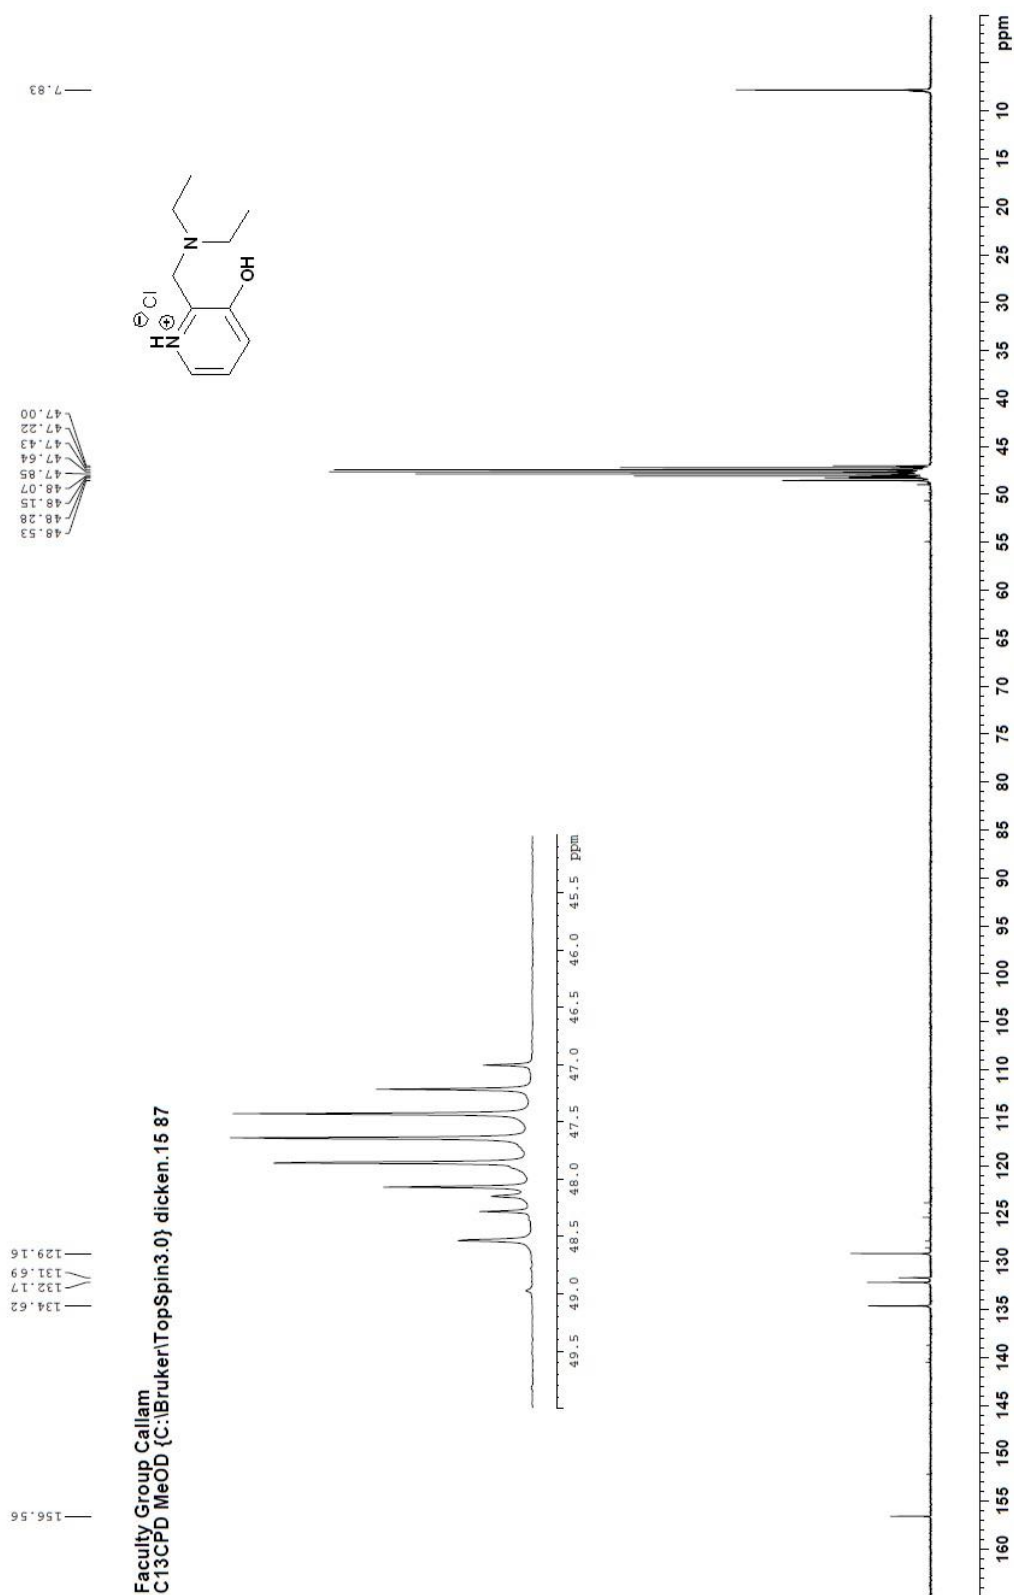 Faculty Group Callam
C13CPD MeOD {C:\Bruker\TopSpin3.0} dicken.15 87
156.56
134.62
132.17
131.69
129.16
48.53
48.28
48.15
48.07
47.85
47.64
47.43
47.22
47.00
7.83
HN
⊕
⊖
Cl
N
OH
49.5 49.0 48.5 48.0 47.5 47.0 46.5 46.0 45.5 ppm
160 155 150 145 140 135 130 125 120 115 110 105 100 95 90 85 80 75 70 65 60 55 50 45 40 35 30 25 20 15 10 ppm